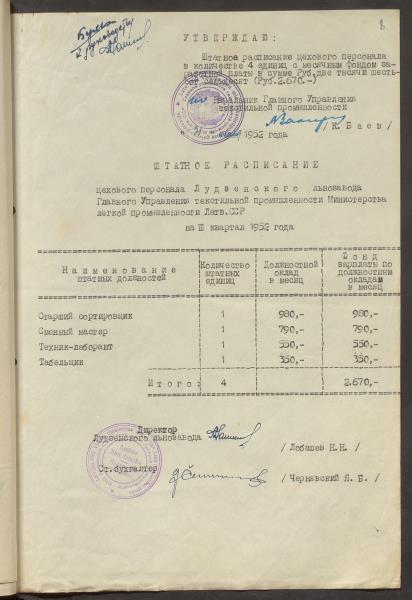 8
УТВЕРЖДАЮ:
Штатное расписание цехового персонала
в количестве 4 единиц с месячным фондом за-
работной платы в сумме Руб. две тысячи шесть-
сот семьдесят (Руб.2.670.-)
Начальник Главного Управления
текстильной промышленности
/К. Баев/
1952 года
ШТАТНОЕ РАСПИСАНИЕ
цехового персонала Лудзенского льнозавода
Главного Управления текстильной промышленности Министерства
легкой промышленности Латв.ССР
на III квартал 1952 года
Наименование штатных должностей
Количество штатных единиц
Должностной оклад в месяц
Фонд зарплаты по должностным окладам в месяц
Старший сортировщик 1 980,- 980,-
Сменный мастер 1 790,- 790,-
Техник-лаборант 1 550,- 550,-
Табельщик 1 350,- 350,-
Итого: 4 2.670,-
Директор
Лудзенского льнозавода
/Лебашев Н.Н. /
Ст. бухгалтер
/Чернявский Я. Б. /